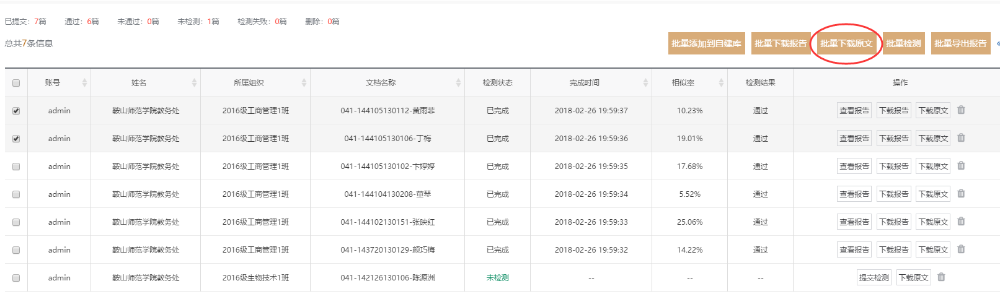 已提交：7篇 通过：6篇 未通过：0篇 未检测：1篇 检测失败：0篇 删除：0篇
总共7条信息
批量添加到自建库 批量下载报告 批量下载原文 批量检测 批量导出报告
账号 姓名 所属组织 文档名称 检测状态 完成时间 相似率 检测结果 操作
admin 鞍山师范学院教务处 2016级工商管理1班 041-144105130112-黄雨菲 已完成 2018-02-26 19:59:37 10.23% 通过 查看报告 下载报告 下载原文
admin 鞍山师范学院教务处 2016级工商管理1班 041-144105130106-丁梅 已完成 2018-02-26 19:59:36 19.01% 通过 查看报告 下载报告 下载原文
admin 鞍山师范学院教务处 2016级工商管理1班 041-144105130102-卞婷婷 已完成 2018-02-26 19:59:35 17.68% 通过 查看报告 下载报告 下载原文
admin 鞍山师范学院教务处 2016级工商管理1班 041-144104130208-茔琴 已完成 2018-02-26 19:59:34 5.52% 通过 查看报告 下载报告 下载原文
admin 鞍山师范学院教务处 2016级工商管理1班 041-144102130151-张映红 已完成 2018-02-26 19:59:33 25.06% 通过 查看报告 下载报告 下载原文
admin 鞍山师范学院教务处 2016级工商管理1班 041-143720130129-颜巧梅 已完成 2018-02-26 19:59:32 14.22% 通过 查看报告 下载报告 下载原文
admin 鞍山师范学院教务处 2016级生物技术1班 041-142126130106-陈源洲 未检测 -- -- -- 提交检测 下载原文